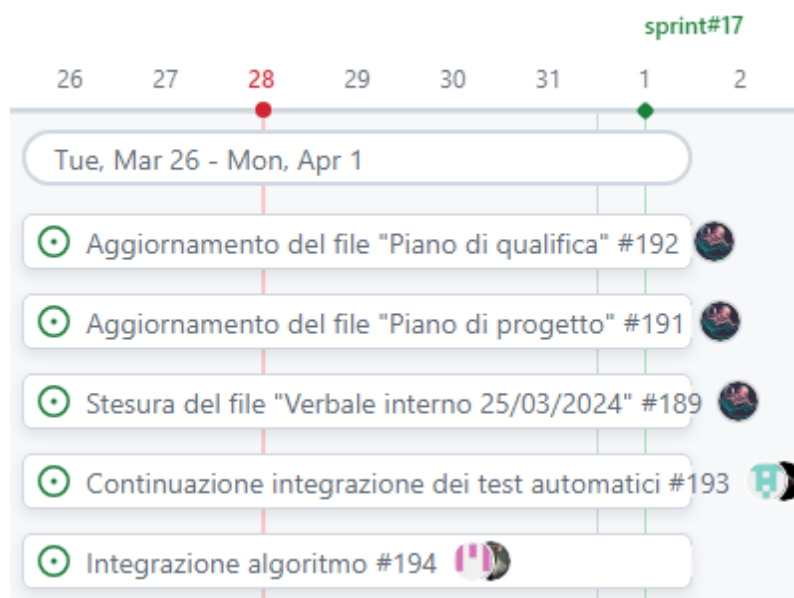 sprint#17
26 27 28 29 30 31 1 2
Tue, Mar 26 - Mon, Apr 1
Aggiornamento del file "Piano di qualifica" #192
Aggiornamento del file "Piano di progetto" #191
Stesura del file "Verbale interno 25/03/2024" #189
Continuazione integrazione dei test automatici #193
Integrazione algoritmo #194